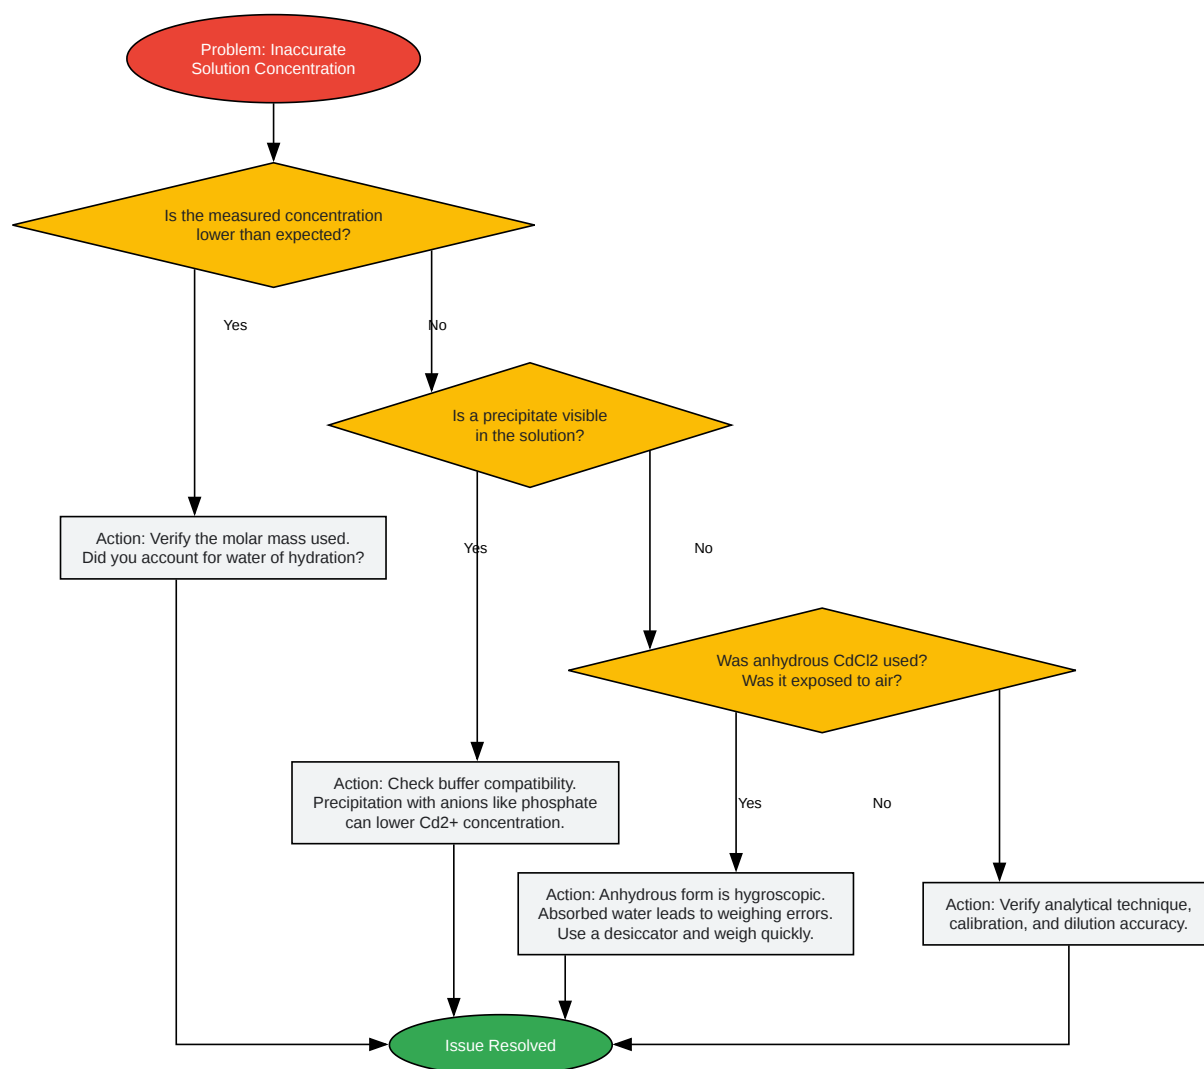 Problem: Inaccurate
Solution Concentration
Is the measured concentration
lower than expected?
Yes
No
Is a precipitate visible
in the solution?
Action: Verify the molar mass used.
Did you account for water of hydration?
Yes
No
Was anhydrous CdCl2 used?
Was it exposed to air?
Action: Check buffer compatibility.
Precipitation with anions like phosphate
can lower Cd2+ concentration.
Yes
No
Action: Anhydrous form is hygroscopic.
Absorbed water leads to weighing errors.
Use a desiccator and weigh quickly.
Action: Verify analytical technique,
calibration, and dilution accuracy.
Issue Resolved